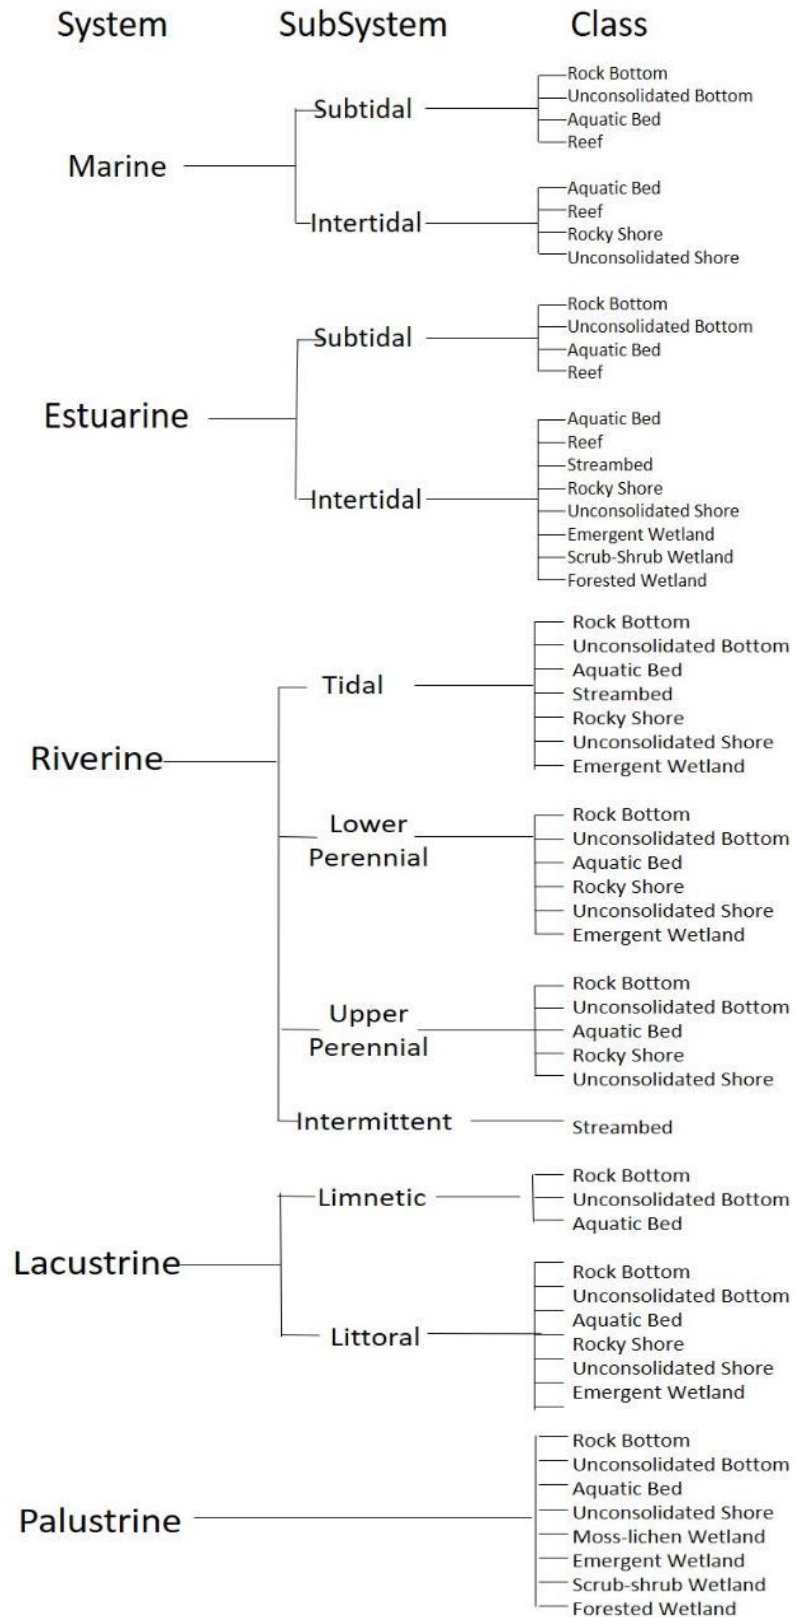 System SubSystem Class
Marine
Subtidal
Rock Bottom
Unconsolidated Bottom
Aquatic Bed
Reef
Intertidal
Aquatic Bed
Reef
Rocky Shore
Unconsolidated Shore
Estuarine
Subtidal
Rock Bottom
Unconsolidated Bottom
Aquatic Bed
Reef
Intertidal
Aquatic Bed
Reef
Streambed
Rocky Shore
Unconsolidated Shore
Emergent Wetland
Scrub-Shrub Wetland
Forested Wetland
Riverine
Tidal
Rock Bottom
Unconsolidated Bottom
Aquatic Bed
Streambed
Rocky Shore
Unconsolidated Shore
Emergent Wetland
Lower
Perennial
Rock Bottom
Unconsolidated Bottom
Aquatic Bed
Rocky Shore
Unconsolidated Shore
Emergent Wetland
Upper
Perennial
Rock Bottom
Unconsolidated Bottom
Aquatic Bed
Rocky Shore
Unconsolidated Shore
Intermittent
Streambed
Lacustrine
Limnetic
Rock Bottom
Unconsolidated Bottom
Aquatic Bed
Littoral
Rock Bottom
Unconsolidated Bottom
Aquatic Bed
Rocky Shore
Unconsolidated Shore
Emergent Wetland
Palustrine
Rock Bottom
Unconsolidated Bottom
Aquatic Bed
Unconsolidated Shore
Moss-lichen Wetland
Emergent Wetland
Scrub-shrub Wetland
Forested Wetland